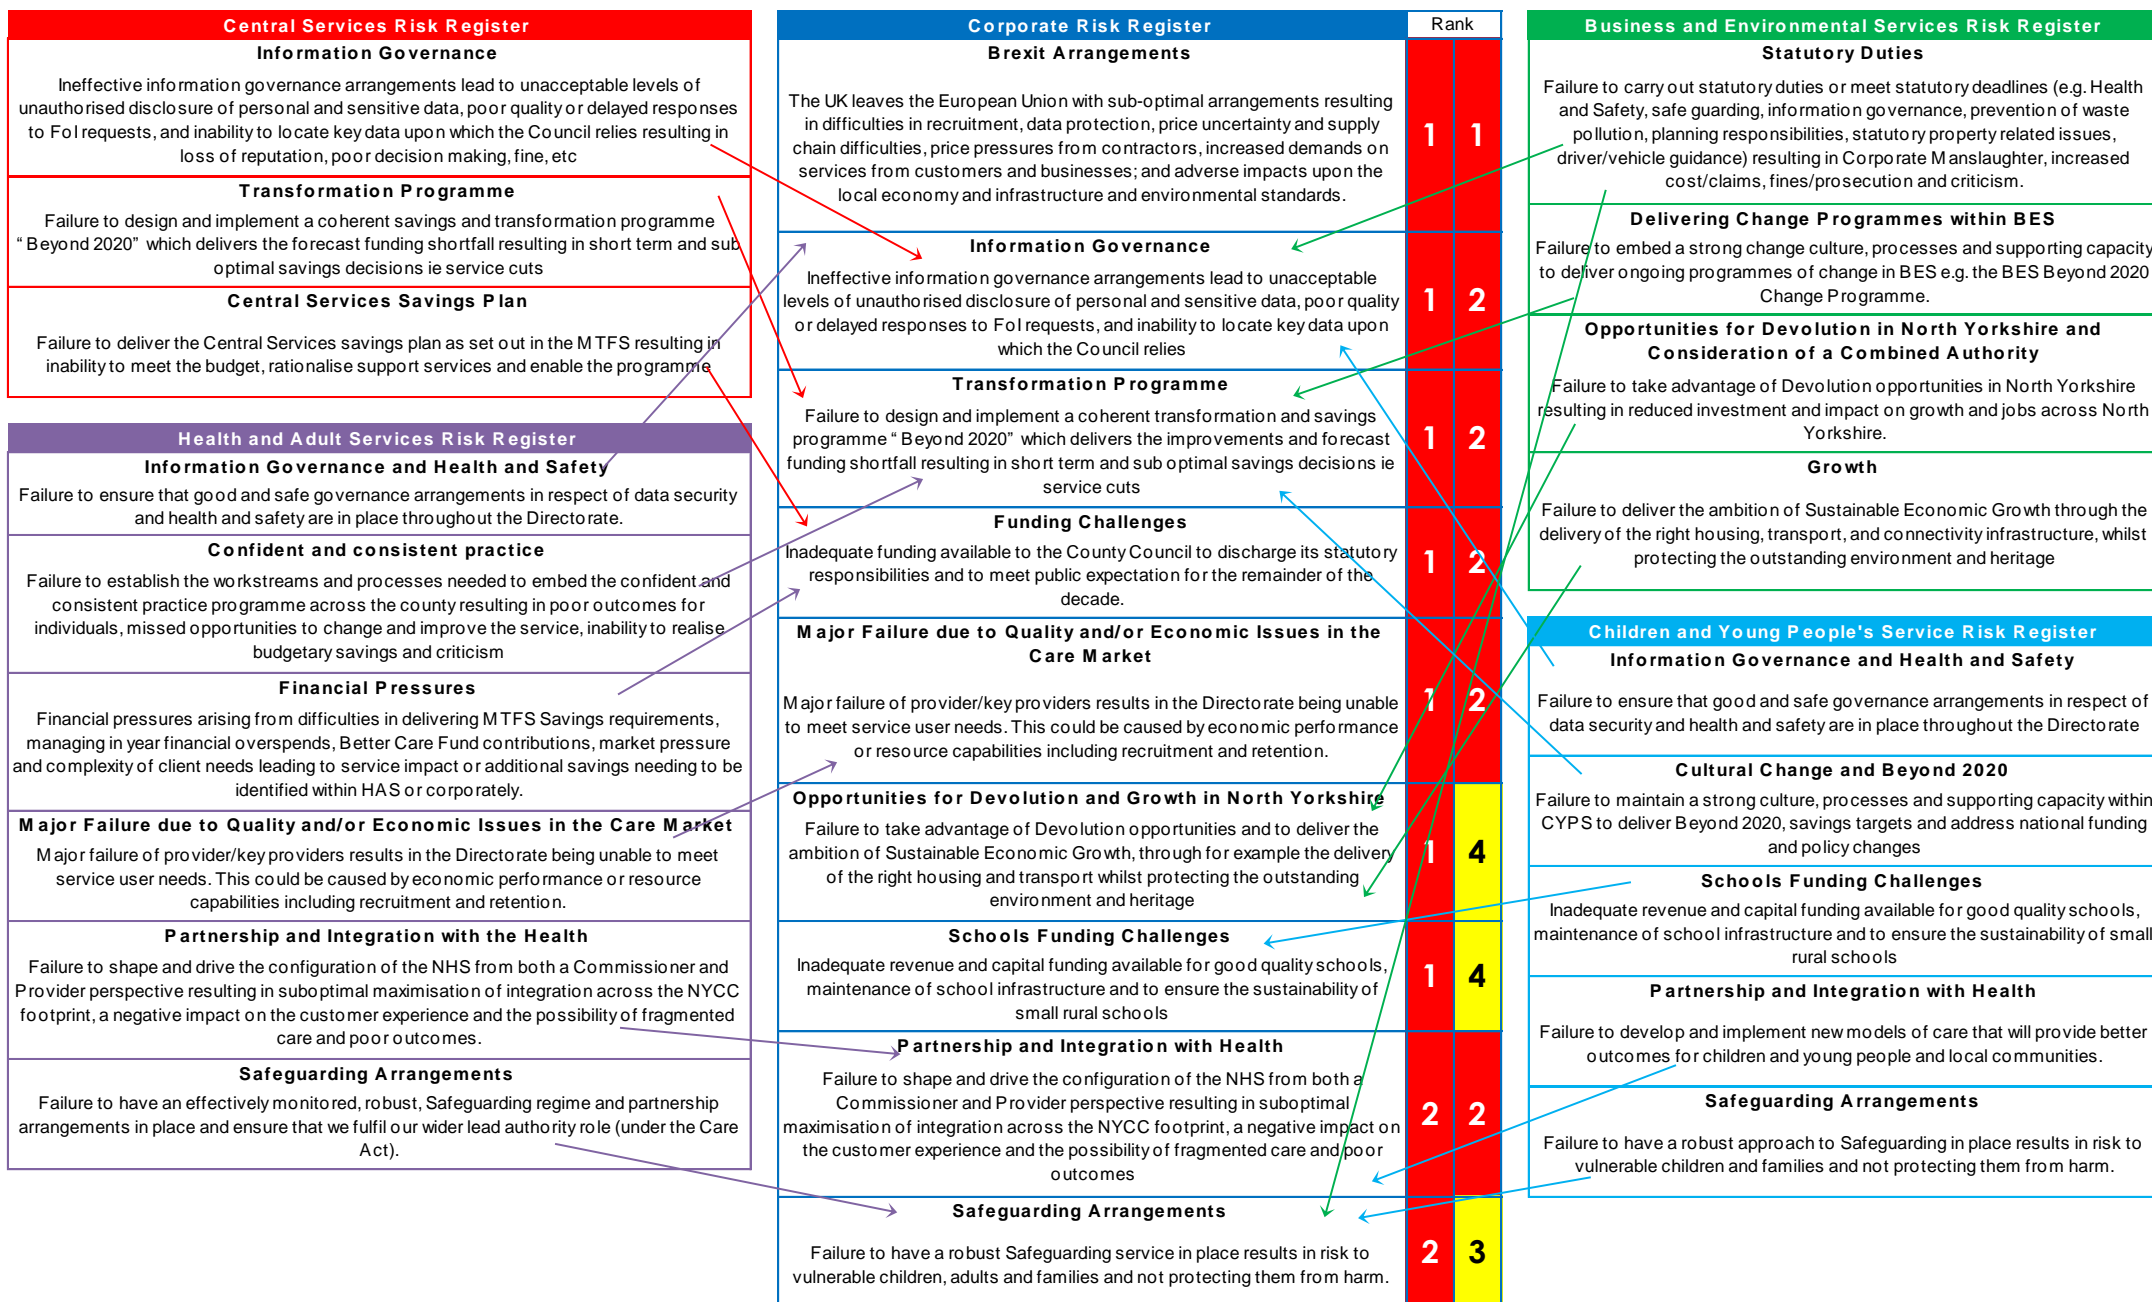 Central Services Risk Register
Information Governance
Ineffective information governance arrangements lead to unacceptable levels of
unauthorised disclosure of personal and sensitive data, poor quality or delayed responses
to FoI requests, and inability to locate key data upon which the Council relies resulting in
loss of reputation, poor decision making, fine, etc
Transformation Programme
Failure to design and implement a coherent savings and transformation programme
“Beyond 2020” which delivers the forecast funding shortfall resulting in short term and sub
optimal savings decisions ie service cuts
Central Services Savings Plan
Failure to deliver the Central Services savings plan as set out in the MTFS resulting in
inability to meet the budget, rationalise support services and enable the programme
Health and Adult Services Risk Register
Information Governance and Health and Safety
Failure to ensure that good and safe governance arrangements in respect of data security
and health and safety are in place throughout the Directorate.
Confident and consistent practice
Failure to establish the workstreams and processes needed to embed the confident and
consistent practice programme across the county resulting in poor outcomes for
individuals, missed opportunities to change and improve the service, inability to realise
budgetary savings and criticism
Financial Pressures
Financial pressures arising from difficulties in delivering MTFS Savings requirements,
managing in year financial overspends, Better Care Fund contributions, market pressure
and complexity of client needs leading to service impact or additional savings needing to be
identified within HAS or corporately.
Major Failure due to Quality and/or Economic Issues in the Care Market
Major failure of provider/key providers results in the Directorate being unable to meet
service user needs. This could be caused by economic performance or resource
capabilities including recruitment and retention.
Partnership and Integration with the Health
Failure to shape and drive the configuration of the NHS from both a Commissioner and
Provider perspective resulting in suboptimal maximisation of integration across the NYCC
footprint, a negative impact on the customer experience and the possibility of fragmented
care and poor outcomes.
Safeguarding Arrangements
Failure to have an effectively monitored, robust, Safeguarding regime and partnership
arrangements in place and ensure that we fulfil our wider lead authority role (under the Care
Act).
Corporate Risk Register
Rank
Brexit Arrangements
The UK leaves the European Union with sub-optimal arrangements resulting
in difficulties in recruitment, data protection, price uncertainty and supply
chain difficulties, price pressures from contractors, increased demands on
services from customers and businesses; and adverse impacts upon the
local economy and infrastructure and environmental standards.
1 1
Information Governance
Ineffective information governance arrangements lead to unacceptable
levels of unauthorised disclosure of personal and sensitive data, poor quality
or delayed responses to FoI requests, and inability to locate key data upon
which the Council relies
1 2
Transformation Programme
Failure to design and implement a coherent transformation and savings
programme “Beyond 2020” which delivers the improvements and forecast
funding shortfall resulting in short term and sub optimal savings decisions ie
service cuts
1 2
Funding Challenges
Inadequate funding available to the County Council to discharge its statutory
responsibilities and to meet public expectation for the remainder of the
decade.
1 2
Major Failure due to Quality and/or Economic Issues in the
Care Market
Major failure of provider/key providers results in the Directorate being unable
to meet service user needs. This could be caused by economic performance
or resource capabilities including recruitment and retention.
1 2
Opportunities for Devolution and Growth in North Yorkshire
Failure to take advantage of Devolution opportunities and to deliver the
ambition of Sustainable Economic Growth, through for example the delivery
of the right housing and transport whilst protecting the outstanding
environment and heritage
1 4
Schools Funding Challenges
Inadequate revenue and capital funding available for good quality schools,
maintenance of school infrastructure and to ensure the sustainability of
small rural schools
1 4
Partnership and Integration with Health
Failure to shape and drive the configuration of the NHS from both a
Commissioner and Provider perspective resulting in suboptimal
maximisation of integration across the NYCC footprint, a negative impact on
the customer experience and the possibility of fragmented care and poor
outcomes
2 2
Safeguarding Arrangements
Failure to have a robust Safeguarding service in place results in risk to
vulnerable children, adults and families and not protecting them from harm.
2 3
Business and Environmental Services Risk Register
Statutory Duties
Failure to carry out statutory duties or meet statutory deadlines (e.g. Health
and Safety, safe guarding, information governance, prevention of waste
pollution, planning responsibilities, statutory property related issues,
driver/vehicle guidance) resulting in Corporate Manslaughter, increased
cost/claims, fines/prosecution and criticism.
Delivering Change Programmes within BES
Failure to embed a strong change culture, processes and supporting capacity
to deliver ongoing programmes of change in BES e.g. the BES Beyond 2020
Change Programme.
Opportunities for Devolution in North Yorkshire and
Consideration of a Combined Authority
Failure to take advantage of Devolution opportunities in North Yorkshire
resulting in reduced investment and impact on growth and jobs across North
Yorkshire.
Growth
Failure to deliver the ambition of Sustainable Economic Growth through the
delivery of the right housing, transport, and connectivity infrastructure, whilst
protecting the outstanding environment and heritage
Children and Young People's Service Risk Register
Information Governance and Health and Safety
Failure to ensure that good and safe governance arrangements in respect of
data security and health and safety are in place throughout the Directorate
Cultural Change and Beyond 2020
Failure to maintain a strong culture, processes and supporting capacity within
CYPS to deliver Beyond 2020, savings targets and address national funding
and policy changes
Schools Funding Challenges
Inadequate revenue and capital funding available for good quality schools,
maintenance of school infrastructure and to ensure the sustainability of small
rural schools
Partnership and Integration with Health
Failure to develop and implement new models of care that will provide better
outcomes for children and young people and local communities.
Safeguarding Arrangements
Failure to have a robust approach to Safeguarding in place results in risk to
vulnerable children and families and not protecting them from harm.